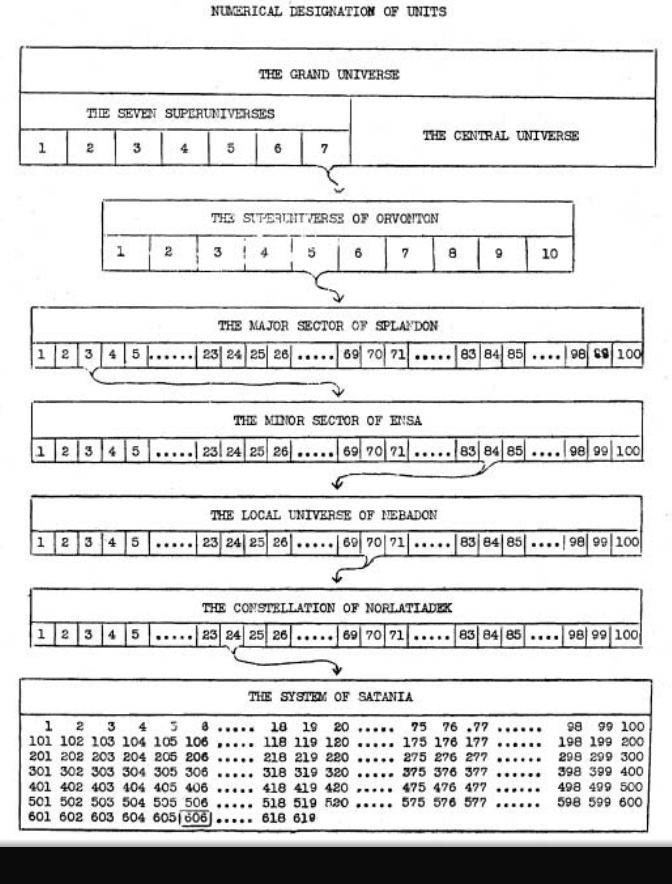 NUMERICAL DESIGNATION OF UNITS
THE GRAND UNIVERSE
THE SEVEN SUPERUNIVERSES
THE CENTRAL UNIVERSE
1 2 3 4 5 6 7
THE SUPERUNIVERSE OF ORVONTON
1 2 3 4 5 6 7 8 9 10
THE MAJOR SECTOR OF SPLANDON
1 2 3 4 5 ...... 23 24 25 26 ..... 69 70 71 ..... 83 84 85 .... 98 99 100
THE MINOR SECTOR OF ENSA
1 2 3 4 5 ..... 23 24 25 26 ..... 69 70 71 ..... 83 84 85 .... 98 99 100
THE LOCAL UNIVERSE OF NEBADON
1 2 3 4 5 ..... 23 24 25 26 ..... 69 70 71 ..... 83 84 85 .... 98 99 100
THE CONSTELLATION OF NORLATIADEK
1 2 3 4 5 ..... 23 24 25 26 ..... 69 70 71 ..... 83 84 85 .... 98 99 100
THE SYSTEM OF SATANIA
1 2 3 4 5 6 ..... 18 19 20 ..... 75 76 .77 ...... 98 99 100
101 102 103 104 105 106 ..... 118 119 120 ..... 175 176 177 ...... 198 199 200
201 202 203 204 205 206 ..... 218 219 220 ..... 275 276 277 ...... 298 299 300
301 302 303 304 305 306 ..... 318 319 320 ..... 375 376 377 ...... 398 399 400
401 402 403 404 405 406 ..... 418 419 420 ..... 475 476 477 ...... 498 499 500
501 502 503 504 505 506 ..... 518 519 520 ..... 575 576 577 ...... 598 599 600
601 602 603 604 605 606 ..... 618 619